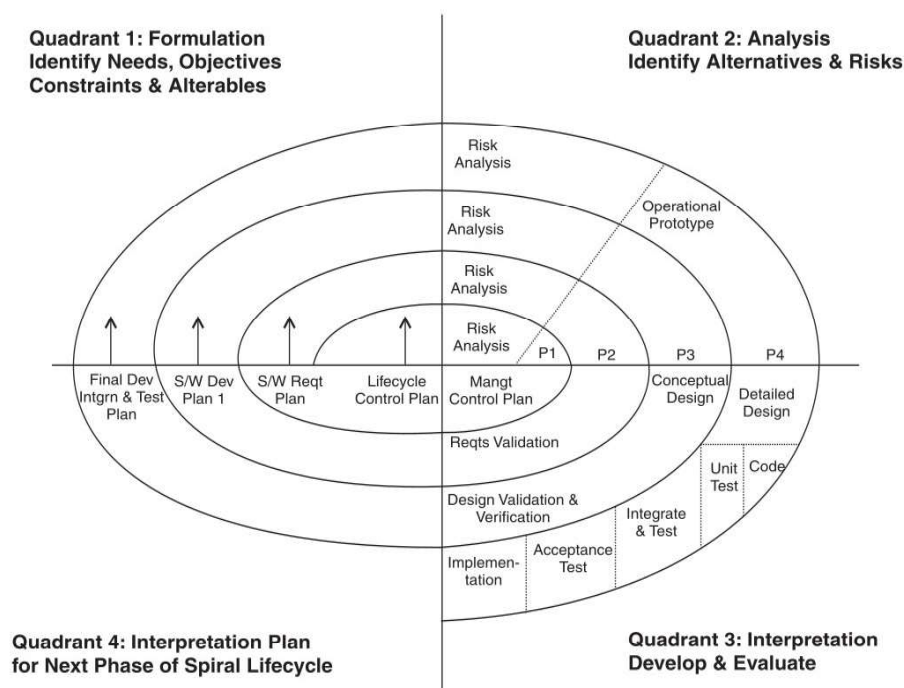 Quadrant 1: Formulation
Identify Needs, Objectives
Constraints & Alterables
Quadrant 2: Analysis
Identify Alternatives & Risks
Risk
Analysis
Operational
Prototype
Risk
Analysis
Risk
Analysis
Risk
Analysis
P1
P2
P3
P4
Final Dev
Intgrn & Test
Plan
S/W Dev
Plan 1
S/W Reqt
Plan
Lifecycle
Control Plan
Mangt
Control Plan
Conceptual
Design
Detailed
Design
Reqts Validation
Unit
Test
Code
Design Validation &
Verification
Integrate
& Test
Acceptance
Test
Implemen-
tation
Quadrant 4: Interpretation Plan
for Next Phase of Spiral Lifecycle
Quadrant 3: Interpretation
Develop & Evaluate